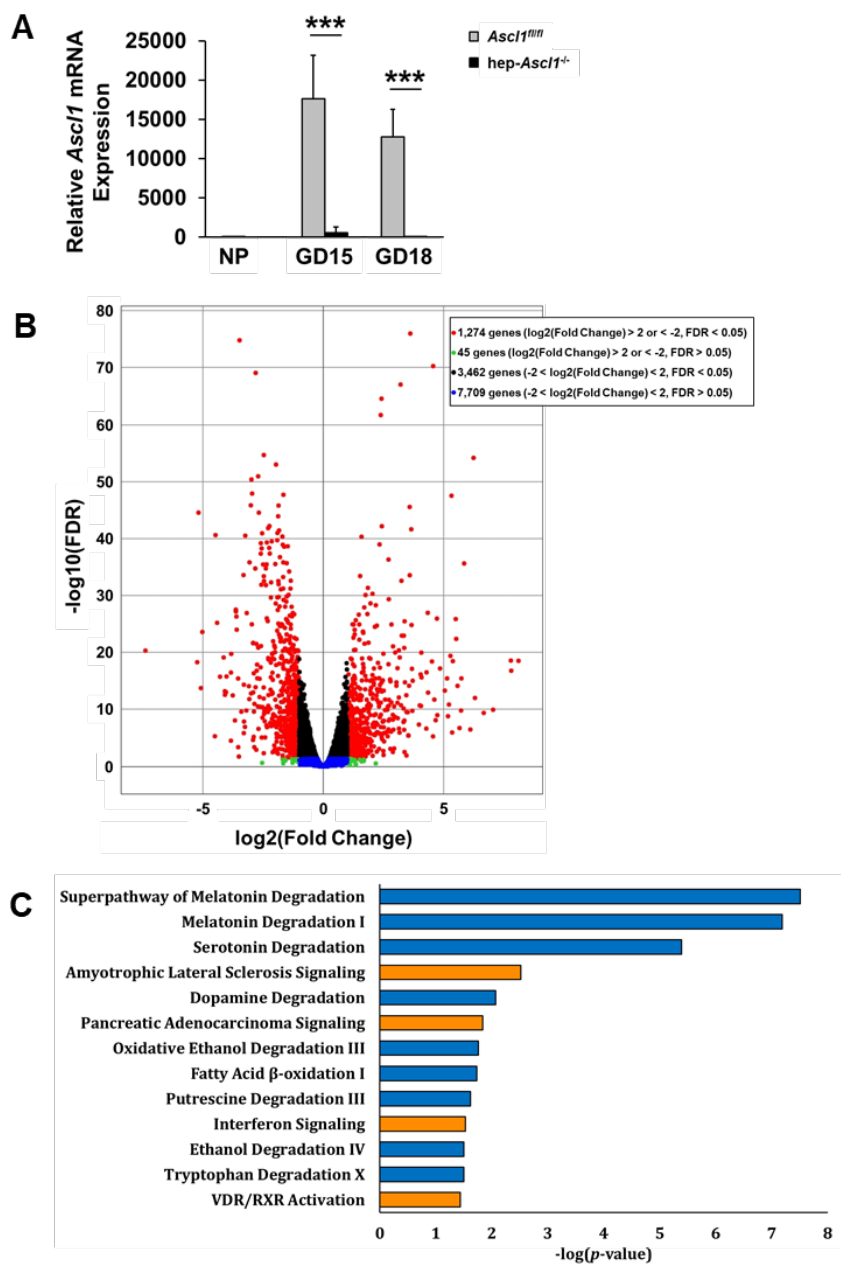 A
Relative Ascl1 mRNA
Expression
25000
20000
15000
10000
5000
0
***
***
NP
GD15
GD18
Ascl1fl/fl
hep-Ascl1-/-
B
-log10(FDR)
80
70
60
50
40
30
20
10
0
1,274 genes (log2(Fold Change) > 2 or < -2, FDR < 0.05)
45 genes (log2(Fold Change) > 2 or < -2, FDR > 0.05)
3,462 genes (-2 < log2(Fold Change) < 2, FDR < 0.05)
7,709 genes (-2 < log2(Fold Change) < 2, FDR > 0.05)
-5
0
5
log2(Fold Change)
C
Superpathway of Melatonin Degradation
Melatonin Degradation I
Serotonin Degradation
Amyotrophic Lateral Sclerosis Signaling
Dopamine Degradation
Pancreatic Adenocarcinoma Signaling
Oxidative Ethanol Degradation III
Fatty Acid β-oxidation I
Putrescine Degradation III
Interferon Signaling
Ethanol Degradation IV
Tryptophan Degradation X
VDR/RXR Activation
0 1 2 3 4 5 6 7 8
-log(p-value)